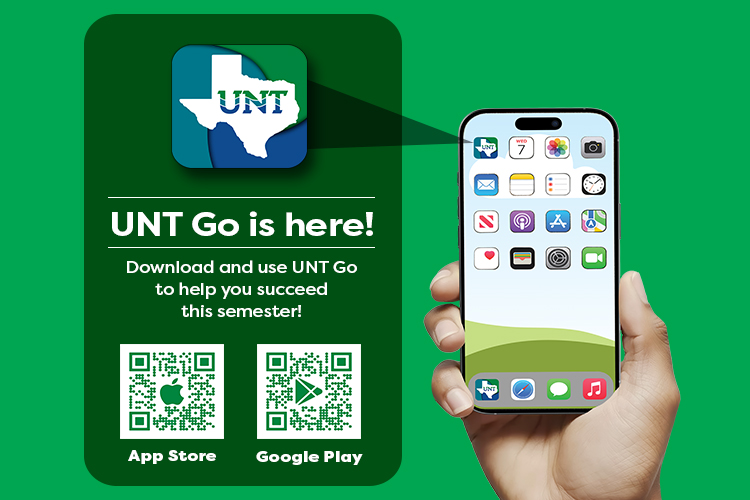 UNT
UNT Go is here!
Download and use UNT Go
to help you succeed
this semester!
App Store
Google Play
UNT
WED
7
UNT